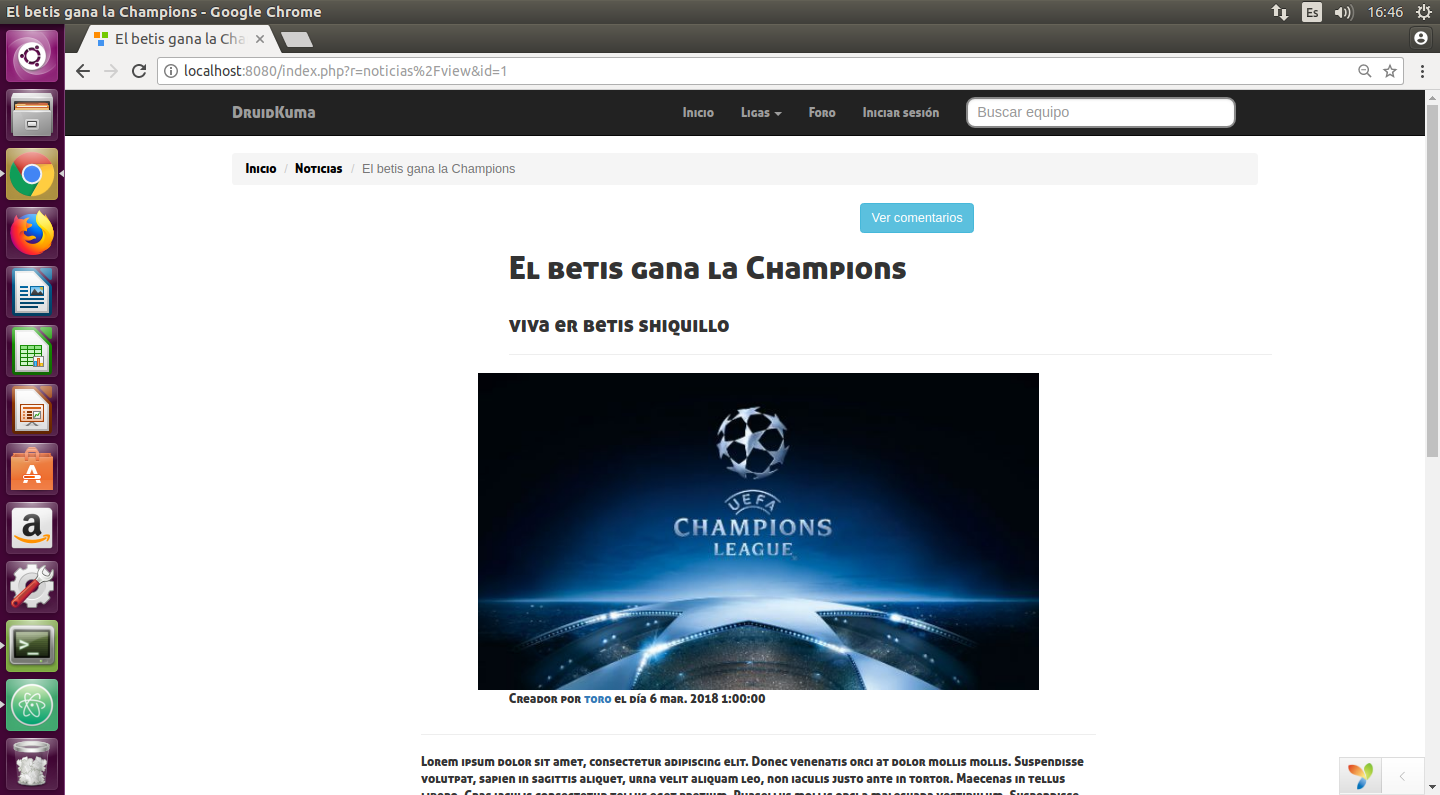 El betis gana la Champions - Google Chrome
Es
16:46
El betis gana la Cha
localhost:8080/index.php?r=noticias%2Fview&id=1
DruidKuma
Inicio
Ligas
Foro
Iniciar sesión
Buscar equipo
Inicio / Noticias / El betis gana la Champions
Ver comentarios
El betis gana la Champions
viva er betis shiquillo
UEFA
CHAMPIONS
LEAGUE
Creador por toro el día 6 mar. 2018 1:00:00
Lorem ipsum dolor sit amet, consectetur adipiscing elit. Donec venenatis orci at dolor mollis mollis. Suspendisse
volutpat, sapien in sagittis aliquet, urna velit aliquam leo, non iaculis justo ante in tortor. Maecenas in tellus